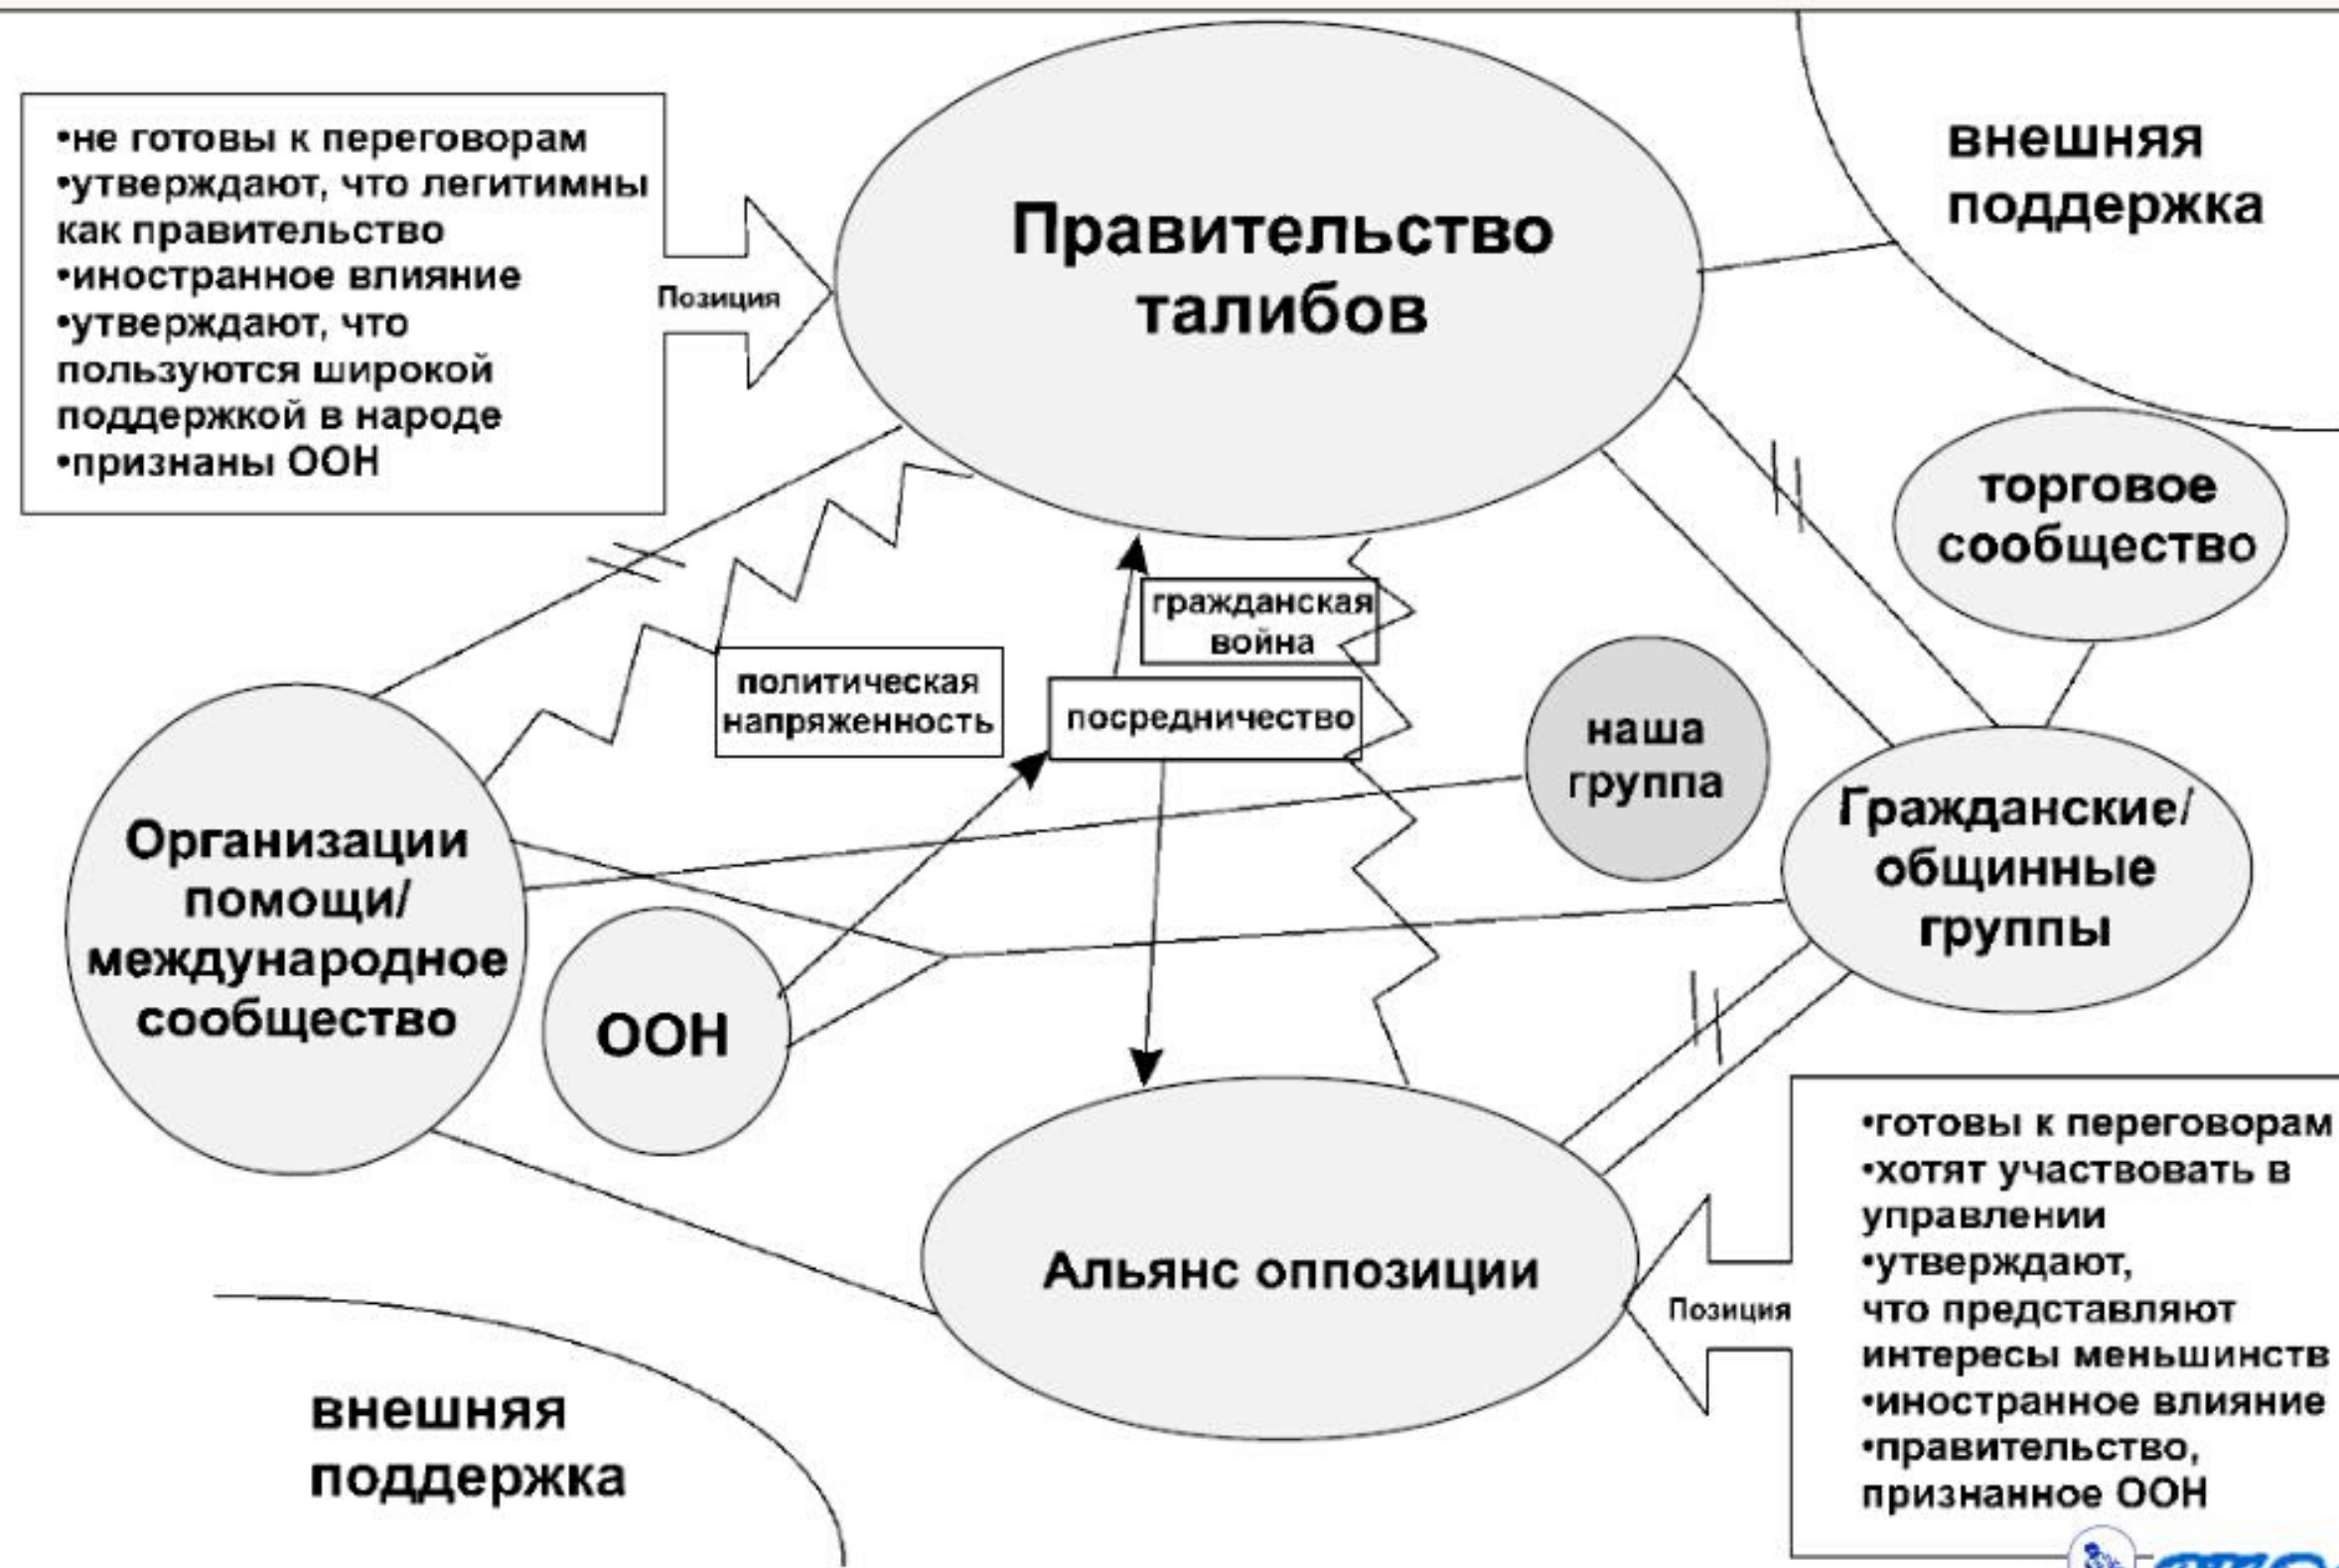 •не готовы к переговорам
•утверждают, что легитимны
как правительство
•иностранное влияние
•утверждают, что
пользуются широкой
поддержкой в народе
•признаны ООН
Позиция
Правительство
талибов
внешняя
поддержка
торговое
сообщество
гражданская
война
политическая
напряженность
посредничество
наша
группа
Гражданские/
общинные
группы
Организации
помощи/
международное
сообщество
ООН
Альянс оппозиции
Позиция
•готовы к переговорам
•хотят участвовать в
управлении
•утверждают,
что представляют
интересы меньшинств
•иностранное влияние
•правительство,
признанное ООН
внешняя
поддержка